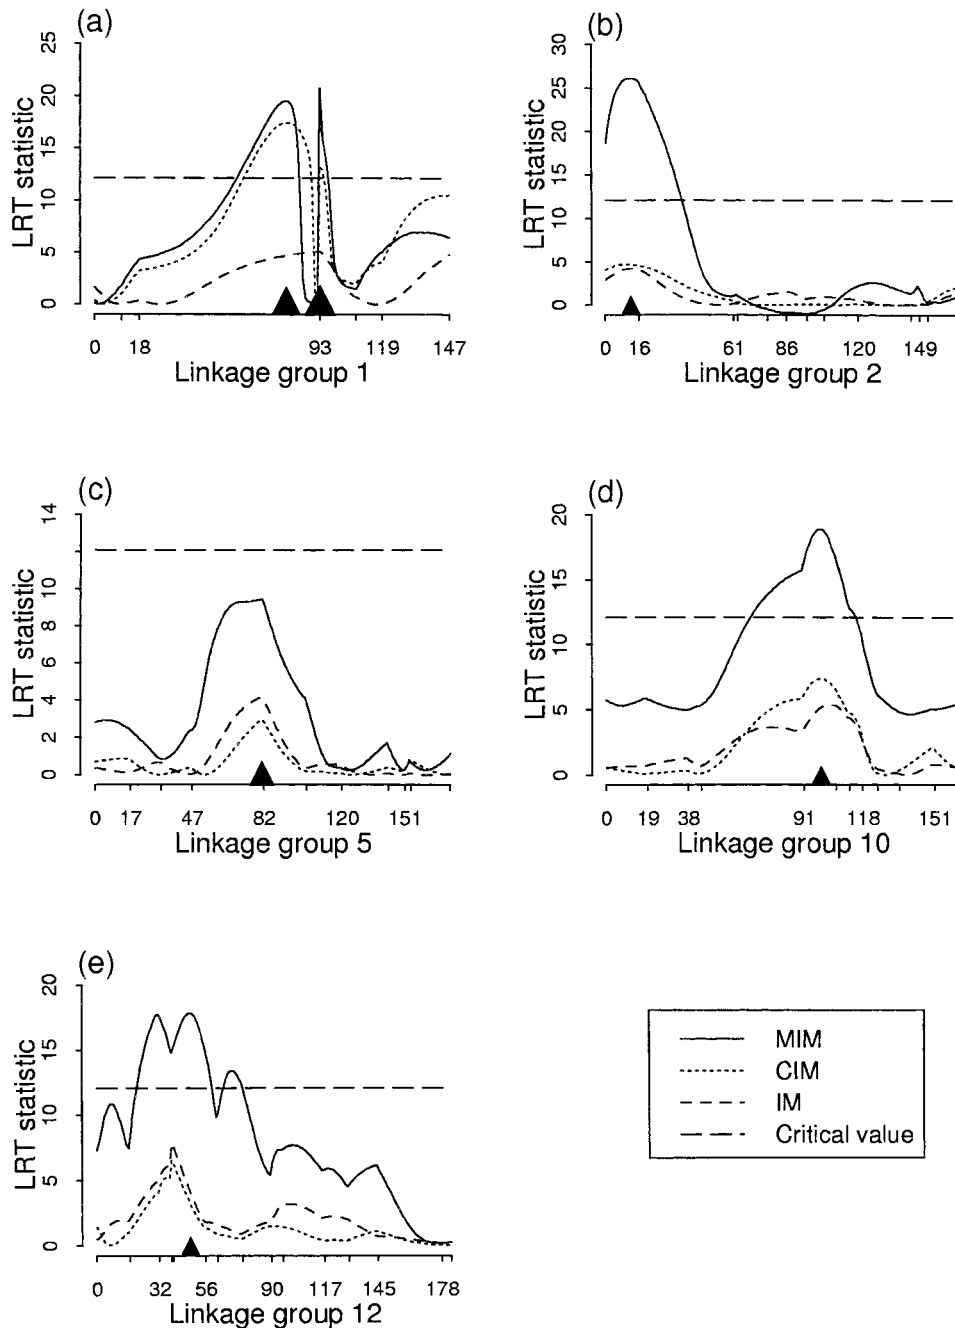 (a)
LRT statistic
25
20
15
10
5
0
0 18 93 119 147
Linkage group 1
(b)
LRT statistic
30
25
20
15
10
5
0
0 16 61 86 120 149
Linkage group 2
(c)
LRT statistic
14
10
8
6
4
2
0
0 17 47 82 120 151
Linkage group 5
(d)
LRT statistic
20
15
10
5
0
0 19 38 91 118 151
Linkage group 10
(e)
LRT statistic
20
15
10
5
0
0 32 56 90 117 145 178
Linkage group 12
MIM
CIM
IM
Critical value